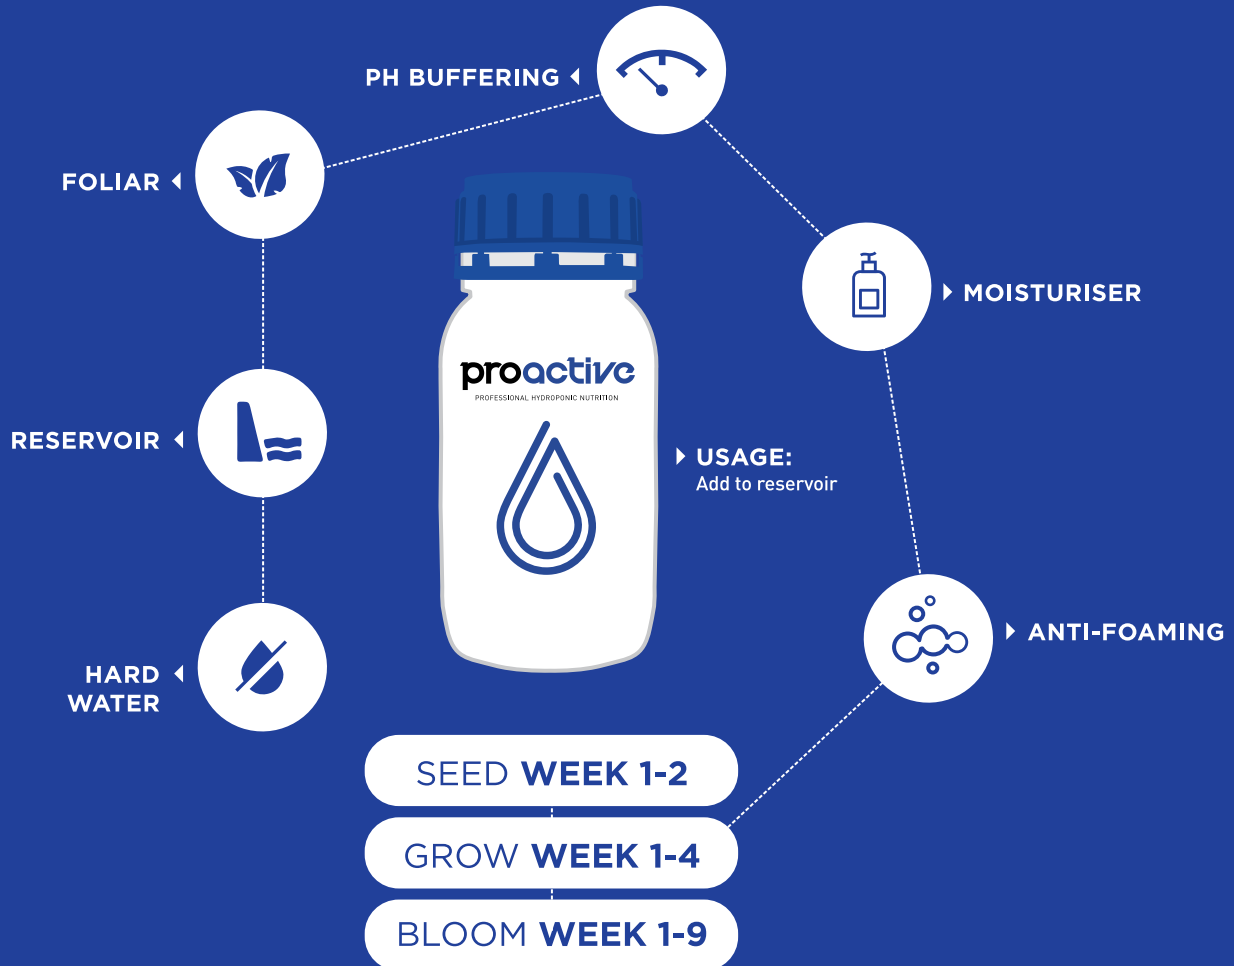 PH BUFFERING
FOLIAR
MOISTURISER
proactive
PROFESSIONAL HYDROPONIC NUTRITION
RESERVOIR
USAGE:
Add to reservoir
ANTI-FOAMING
HARD
WATER
SEED WEEK 1-2
GROW WEEK 1-4
BLOOM WEEK 1-9